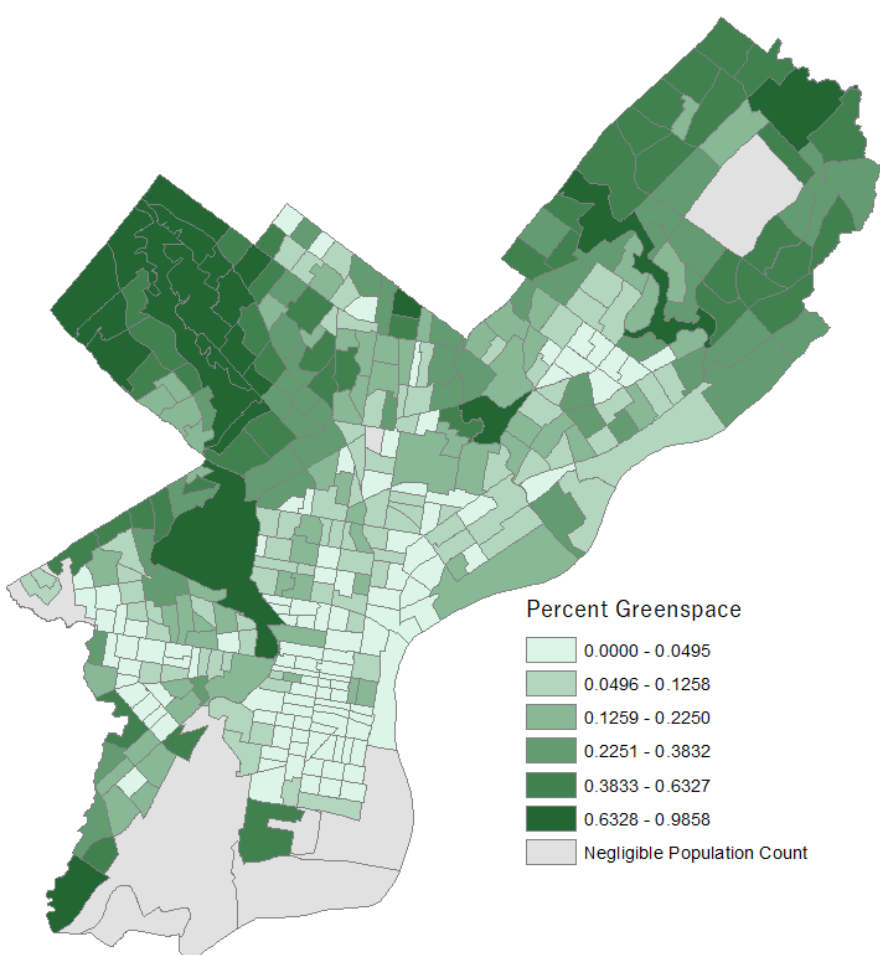 Percent Greenspace
0.0000 - 0.0495
0.0496 - 0.1258
0.1259 - 0.2250
0.2251 - 0.3832
0.3833 - 0.6327
0.6328 - 0.9858
Negligible Population Count